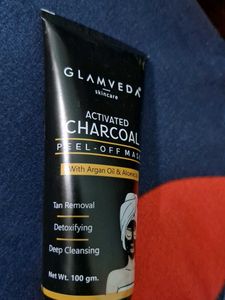 GLAMVEDA
skincare
ACTIVATED
CHARCOAL
PEEL-OFF MASK
With Argan Oil & Aloevera
Tan Removal
Detoxifying
Deep Cleansing
Net Wt. 100 gm.